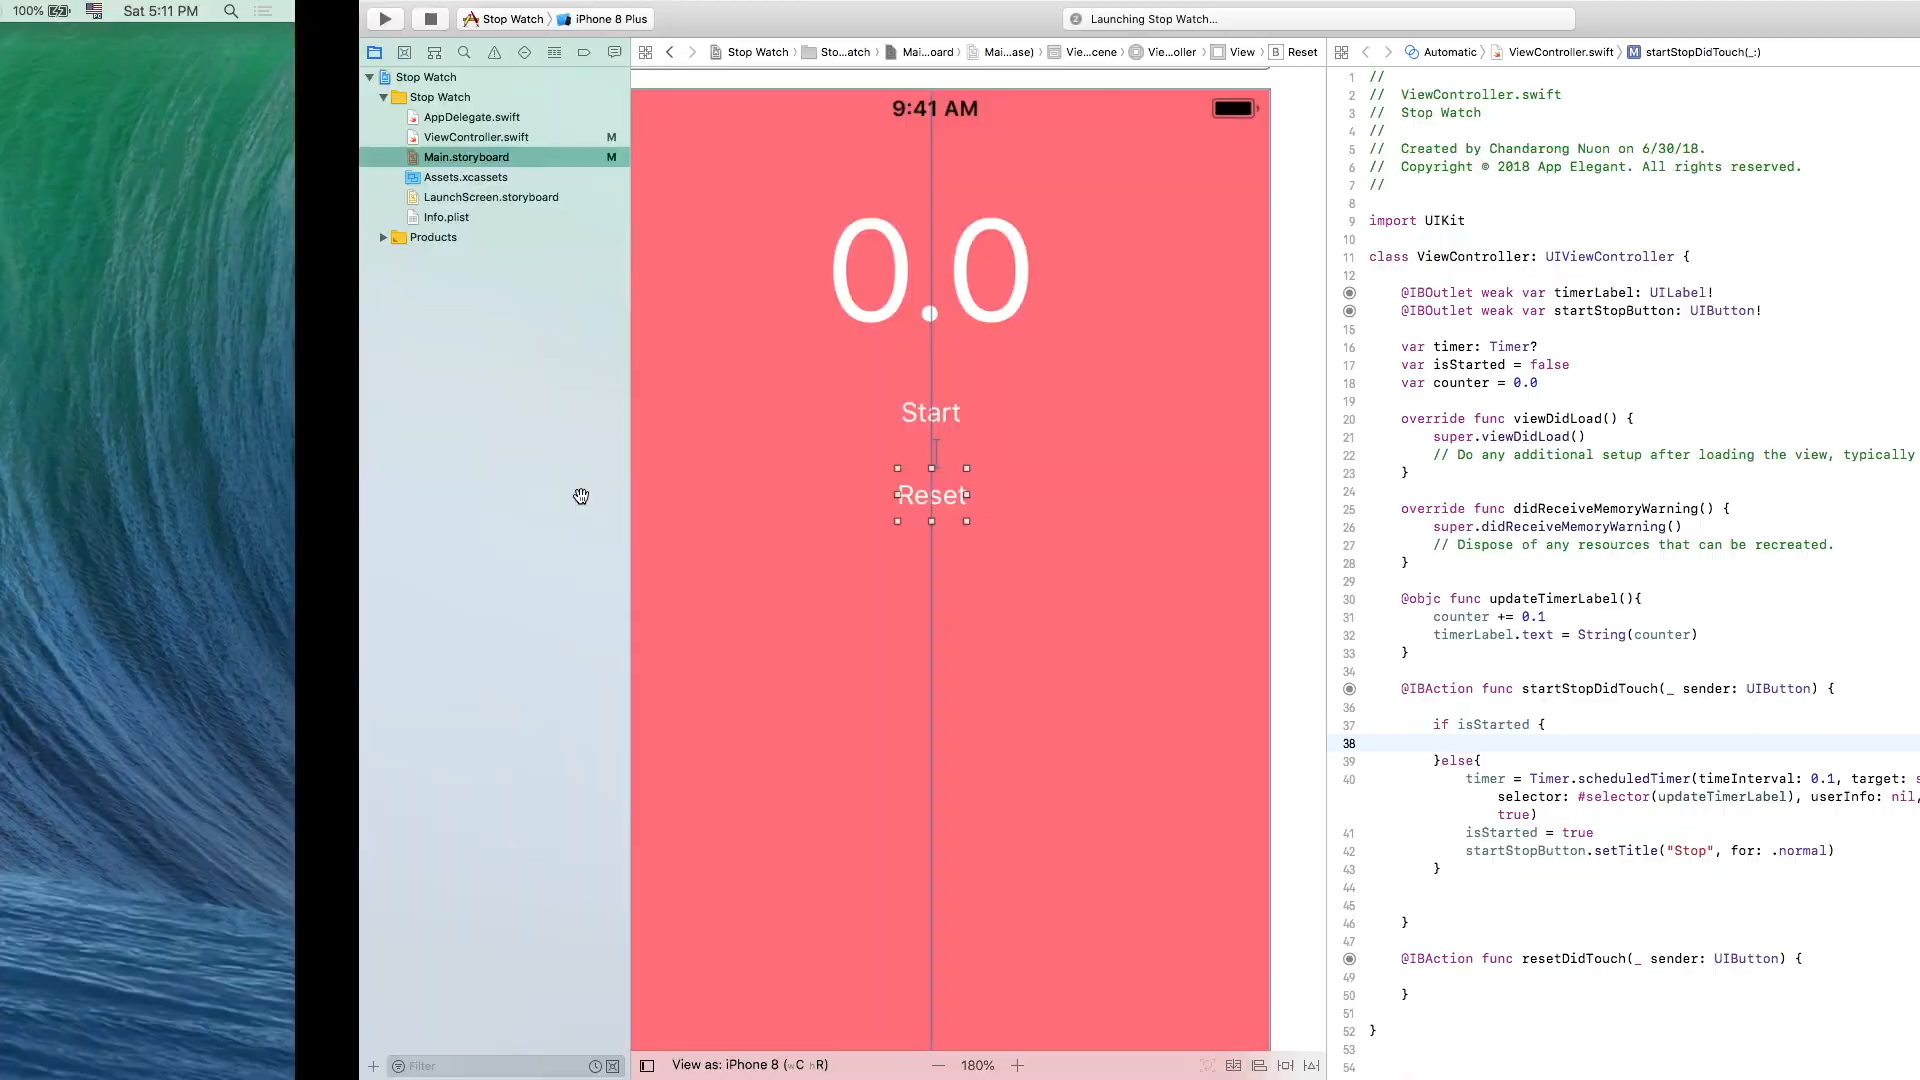 100% Sat 5:11 PM
Stop Watch iPhone 8 Plus
2 Launching Stop Watch...
Stop Watch Sto...atch Mai...oard Mai...ase) Vie...cene Vie...oller View B Reset
Automatic ViewController.swift M startStopDidTouch(_:)
Stop Watch
Stop Watch
AppDelegate.swift
ViewController.swift M
Main.storyboard M
Assets.xcassets
LaunchScreen.storyboard
Info.plist
Products
Filter
9:41 AM
0.0
Start
Reset
View as: iPhone 8 (wC hR) 180%
1 //
2 // ViewController.swift
3 // Stop Watch
4 //
5 // Created by Chandarong Nuon on 6/30/18.
6 // Copyright © 2018 App Elegant. All rights reserved.
7 //
8
9 import UIKit
10
11 class ViewController: UIViewController {
12
@IBOutlet weak var timerLabel: UILabel!
@IBOutlet weak var startStopButton: UIButton!
15
16 var timer: Timer?
17 var isStarted = false
18 var counter = 0.0
19
20 override func viewDidLoad() {
21 super.viewDidLoad()
22 // Do any additional setup after loading the view, typically
23 }
24
25 override func didReceiveMemoryWarning() {
26 super.didReceiveMemoryWarning()
27 // Dispose of any resources that can be recreated.
28 }
29
30 @objc func updateTimerLabel(){
31 counter += 0.1
32 timerLabel.text = String(counter)
33 }
34
@IBAction func startStopDidTouch(_ sender: UIButton) {
36
37 if isStarted {
38
39 }else{
40 timer = Timer.scheduledTimer(timeInterval: 0.1, target: s
selector: #selector(updateTimerLabel), userInfo: nil,
true)
41 isStarted = true
42 startStopButton.setTitle("Stop", for: .normal)
43 }
44
45
46 }
47
@IBAction func resetDidTouch(_ sender: UIButton) {
49
50 }
51
52 }
53
54